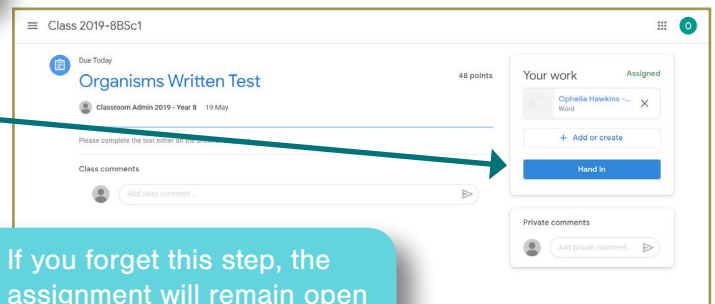 Class 2019-8BSc1
O
Due Today
Organisms Written Test
48 points
Classroom Admin 2019 - Year 8 19 May
Please complete the test either on the
Class comments
Add class comment...
Your work
Assigned
Ophelia Hawkins -...
Word
+ Add or create
Hand In
Private comments
Add private comment...
If you forget this step, the
assignment will remain open